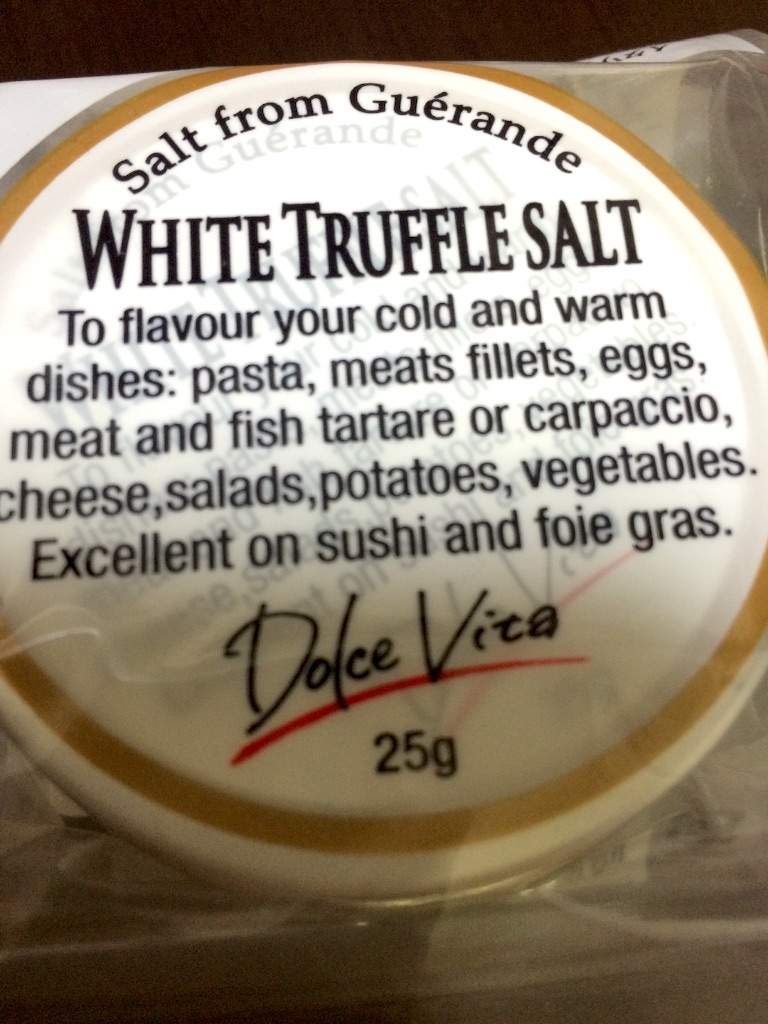 Salt from Guérande
WHITE TRUFFLE SALT
To flavour your cold and warm
dishes: pasta, meats fillets, eggs,
meat and fish tartare or carpaccio,
cheese,salads,potatoes, vegetables.
Excellent on sushi and foie gras.
Dolce Vita
25g